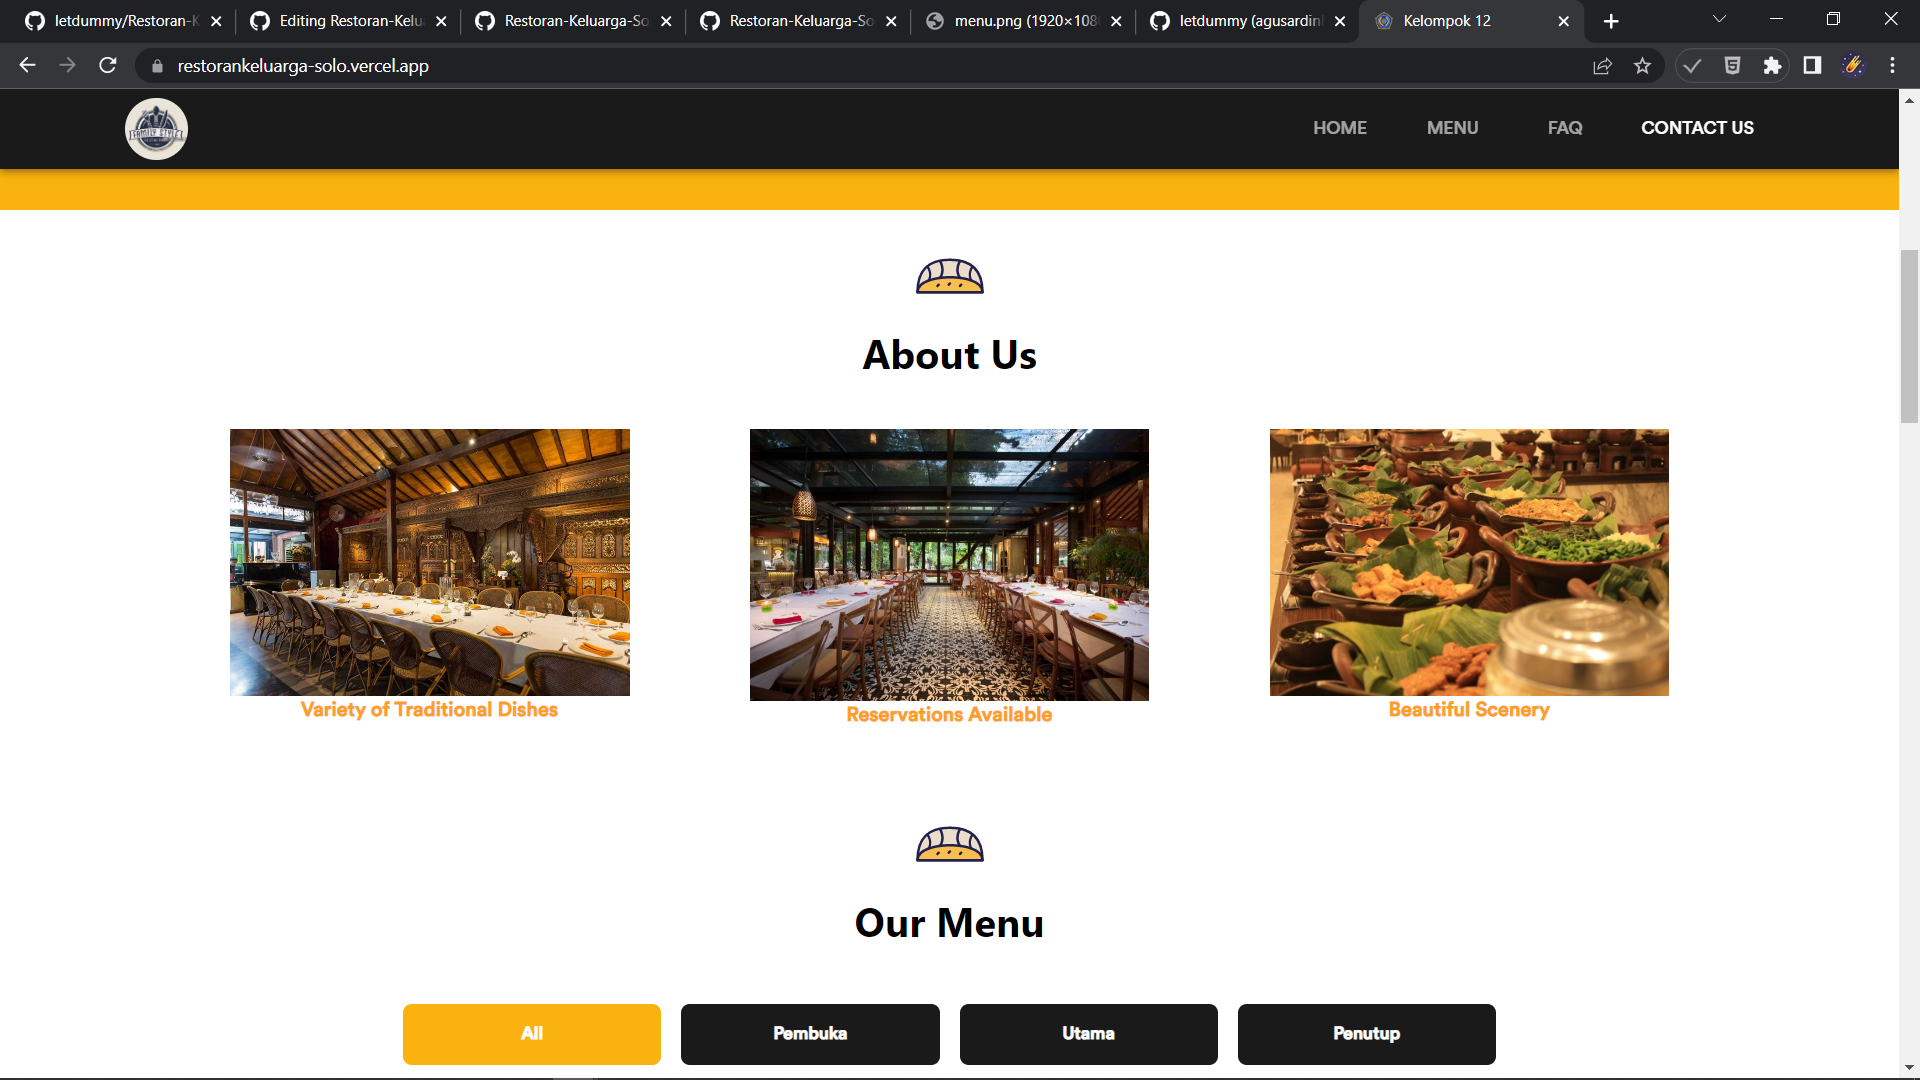 letdummy/Restoran-K
Editing Restoran-Kelu
Restoran-Keluarga-So
Restoran-Keluarga-So
menu.png (1920×108
letdummy (agusardin
Kelompok 12
restorankeluarga-solo.vercel.app
FAMILY STYLE
HOME MENU FAQ CONTACT US
About Us
Variety of Traditional Dishes
Reservations Available
Beautiful Scenery
Our Menu
All Pembuka Utama Penutup